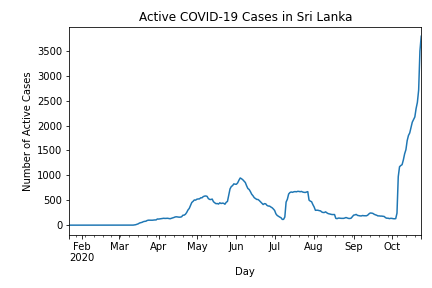 Active COVID-19 Cases in Sri Lanka
Number of Active Cases
3500
3000
2500
2000
1500
1000
500
0
Feb Mar Apr May Jun Jul Aug Sep Oct
2020
Day